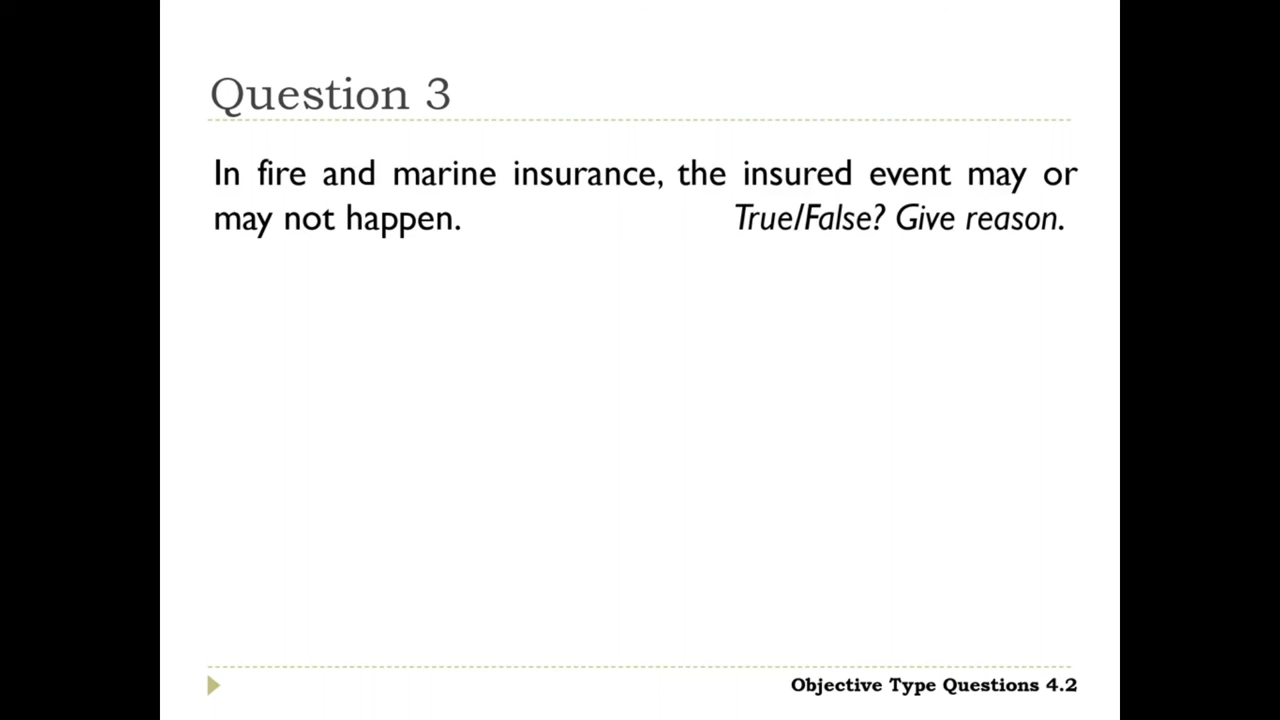 Question 3
In fire and marine insurance, the insured event may or
may not happen. True/False? Give reason.
Objective Type Questions 4.2